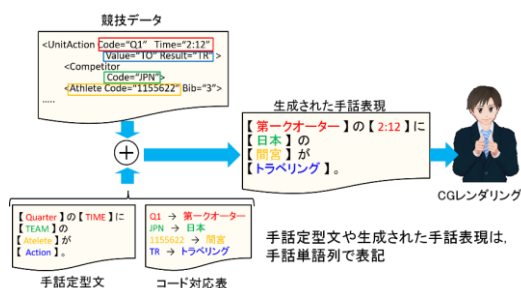 競技データ
<UnitAction Code="Q1" Time="2:12"
Value="TO" Result="TR">
<Competitor
Code="JPN">
<Athlete Code="1155622" Bib="3">
.....
生成された手話表現
【第一クオーター】の【2:12】に
【日本】の
【間宮】が
【トラベリング】。
CGレンダリング
【Quarter】の【TIME】に
【TEAM】の
【Atelete】が
【Action】。
手話定型文
Q1 → 第一クオーター
JPN → 日本
1155622 → 間宮
TR → トラベリング
コード対応表
手話定型文や生成された手話表現は,
手話単語列で表記